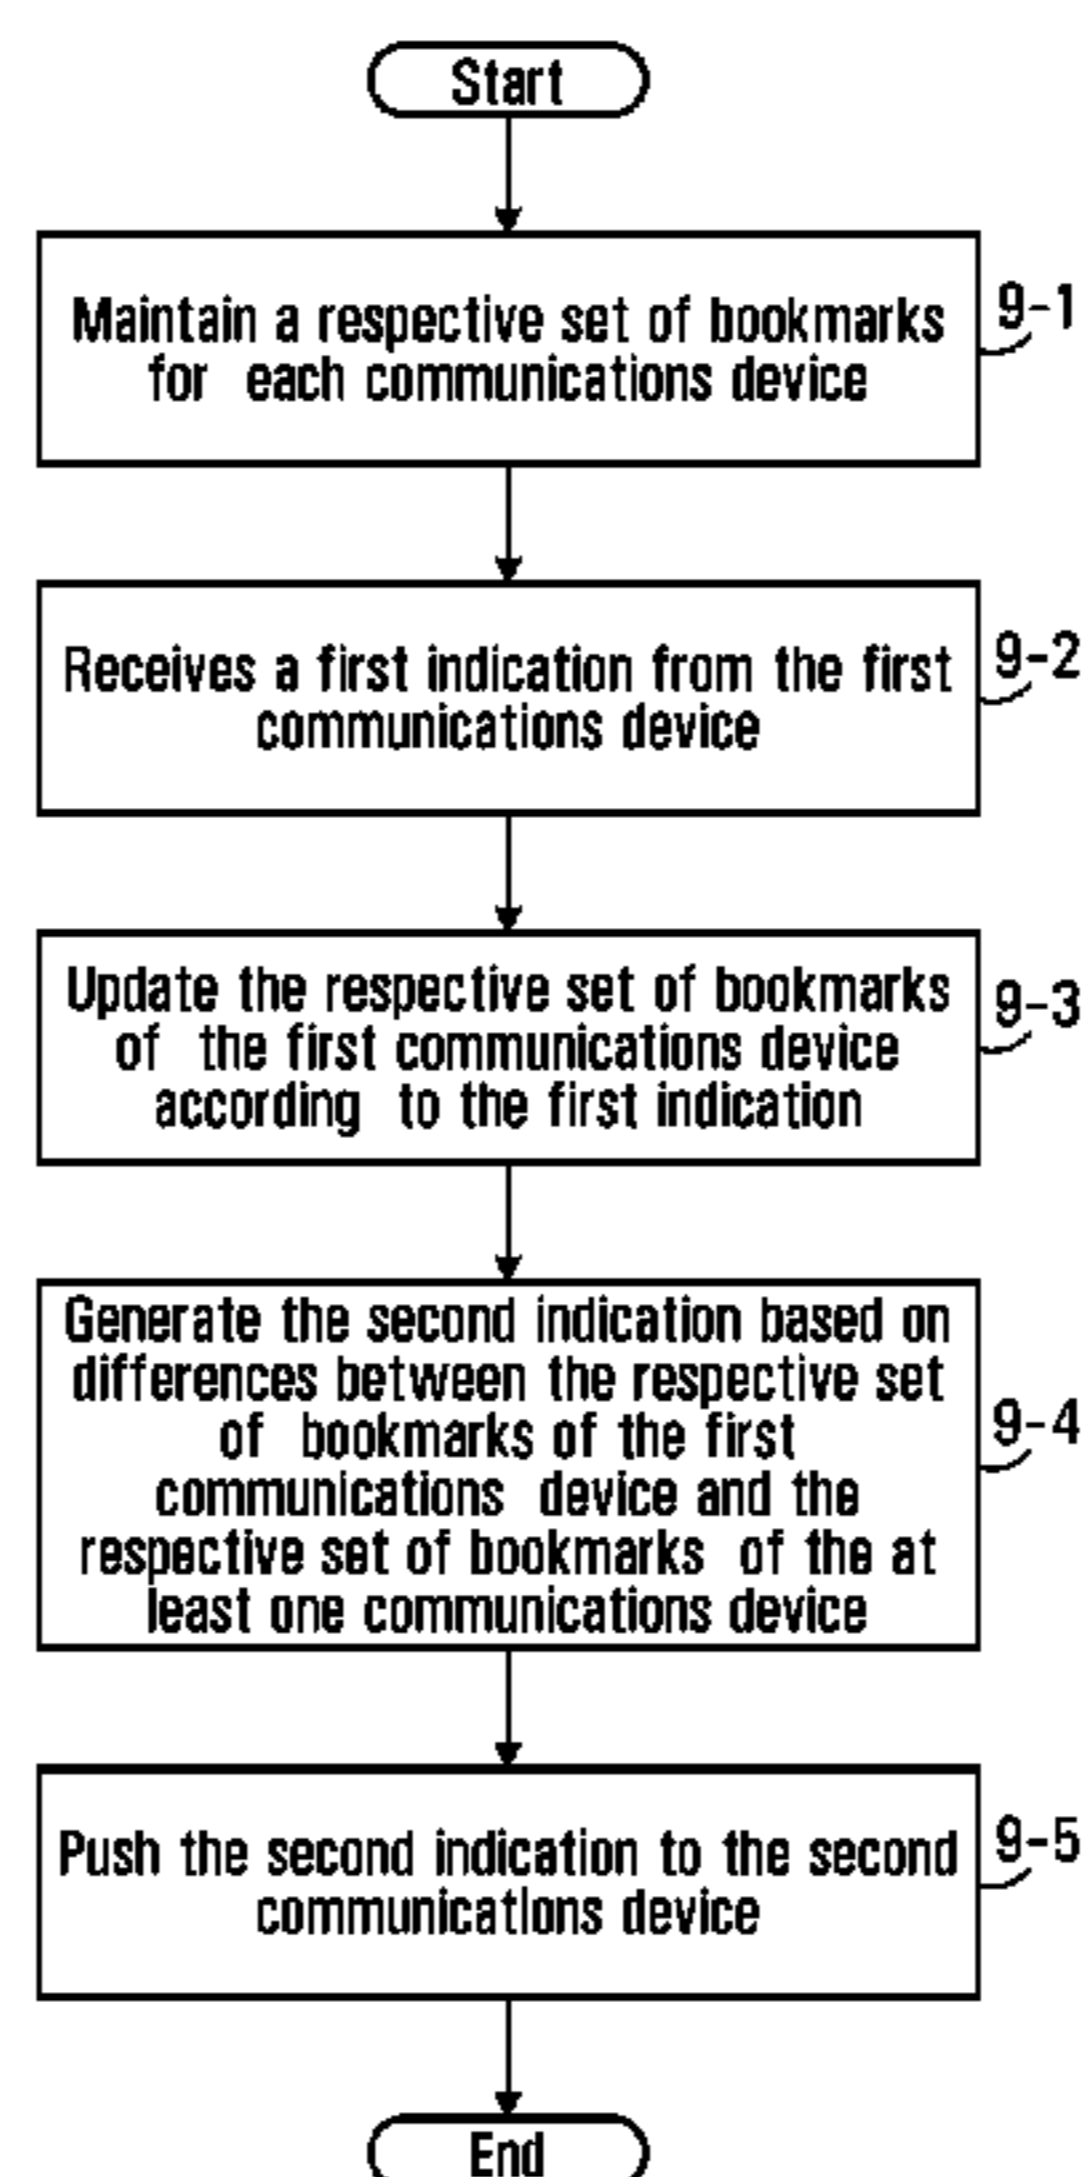 Start
Maintain a respective set of bookmarks
for each communications device
9-1
Receives a first indication from the first
communications device
9-2
Update the respective set of bookmarks
of the first communications device
according to the first indication
9-3
Generate the second indication based on
differences between the respective set
of bookmarks of the first
communications device and the
respective set of bookmarks of the at
least one communications device
9-4
Push the second indication to the second
communications device
9-5
End